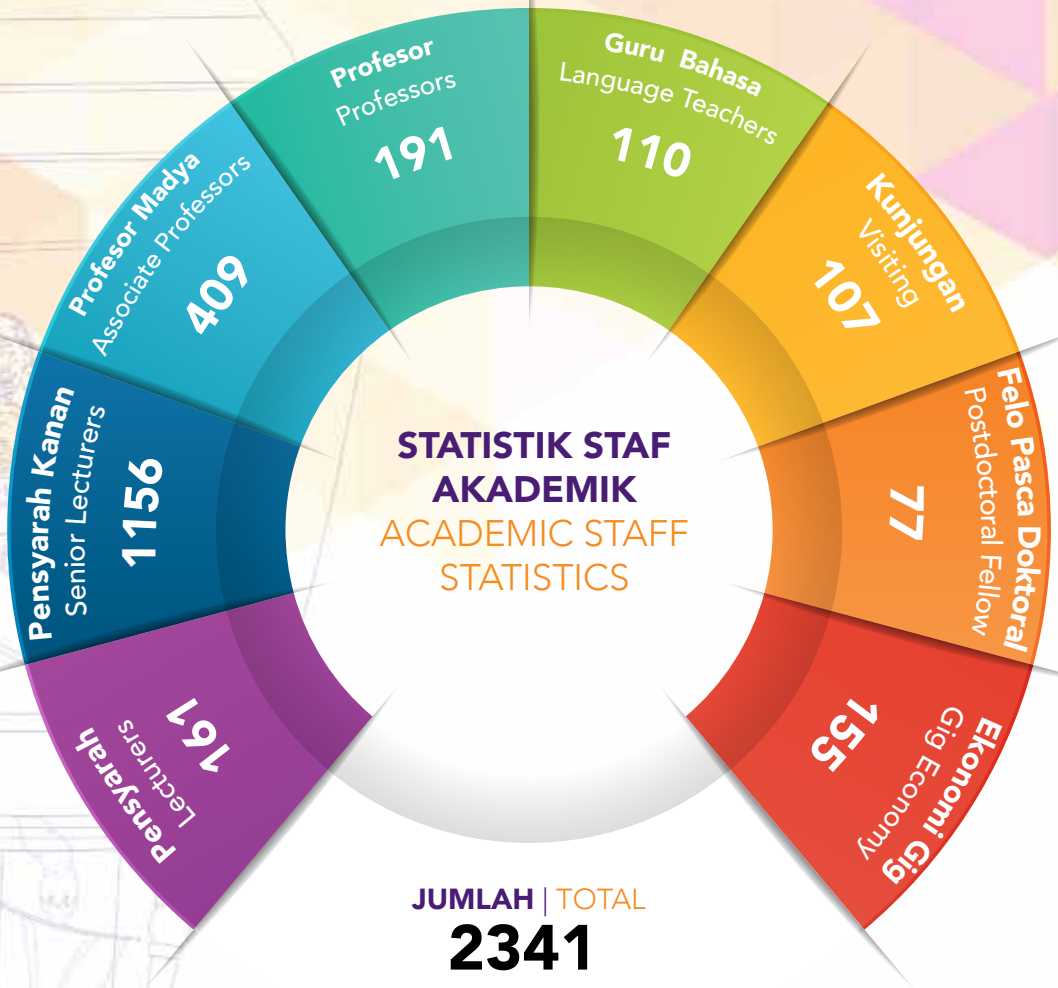 Profesor
Professors
191
Guru Bahasa
Language Teachers
110
Kunjungan
Visiting
107
Felo Pasca Doktoral
Postdoctoral Fellow
77
Ekonomi Gig
Gig Economy
155
Profesor Madya
Associate Professors
409
Pensyarah Kanan
Senior Lecturers
1156
Pensyarah
Lecturers
161
STATISTIK STAF
AKADEMIK
ACADEMIC STAFF
STATISTICS
JUMLAH | TOTAL
2341